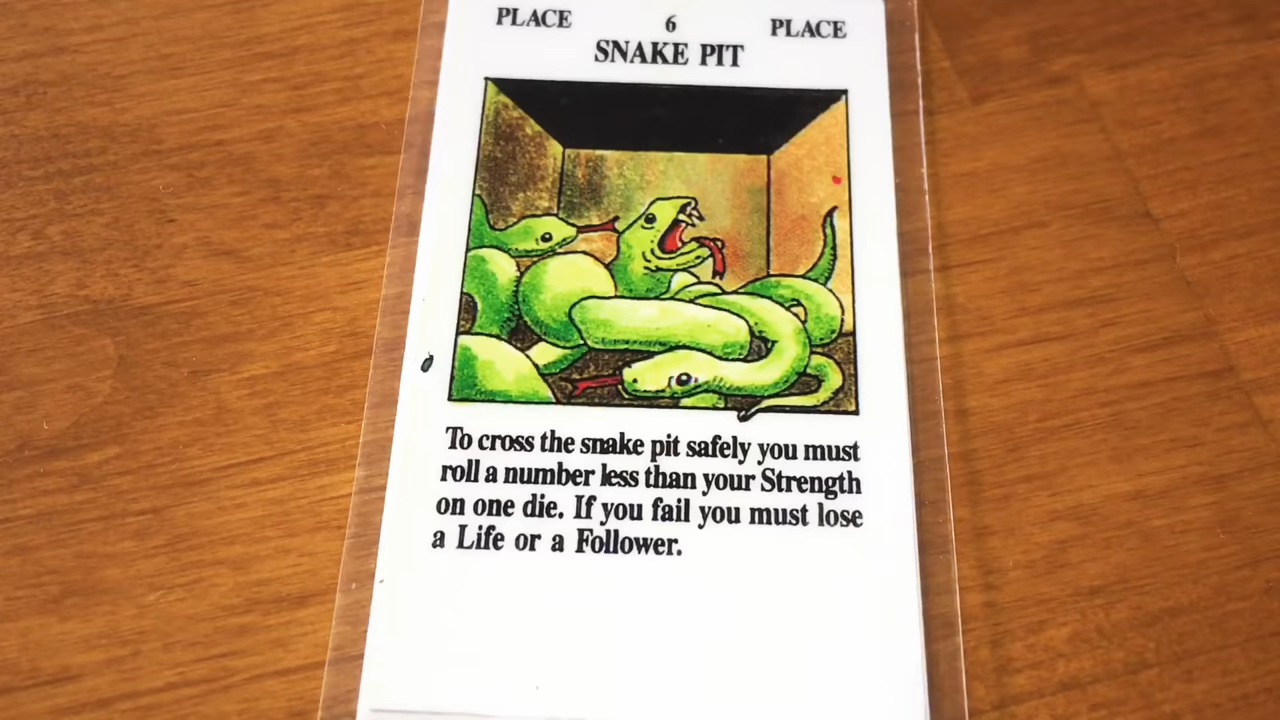 PLACE 6 PLACE
SNAKE PIT
To cross the snake pit safely you must
roll a number less than your Strength
on one die. If you fail you must lose
a Life or a Follower.